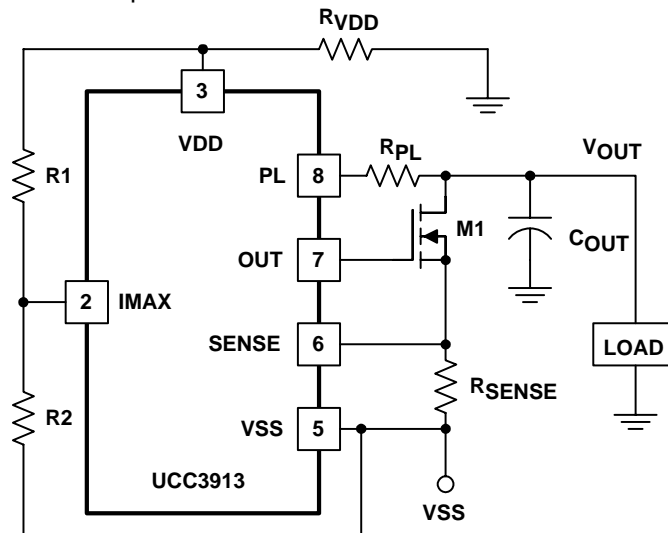 RVDD
3
VDD
R1
RPL
VOUT
PL
8
M1
COUT
OUT
7
2
IMAX
SENSE
6
LOAD
R2
RSENSE
VSS
5
UCC3913
VSS